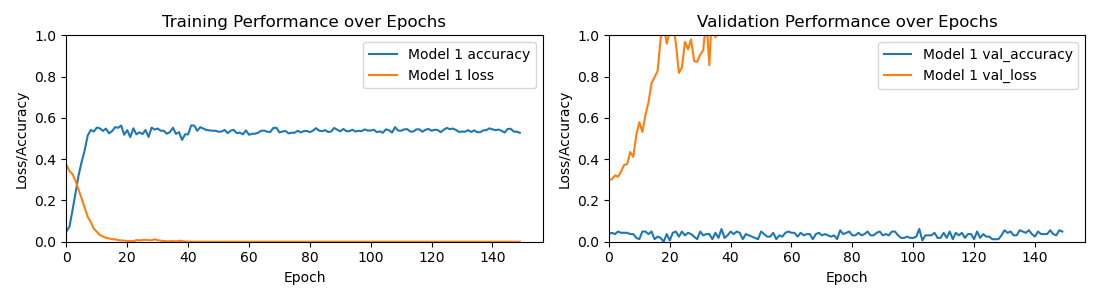 Training Performance over Epochs
1.0
0.8
0.6
0.4
0.2
0.0
Loss/Accuracy
Model 1 accuracy
Model 1 loss
0 20 40 60 80 100 120 140
Epoch
Validation Performance over Epochs
1.0
0.8
0.6
0.4
0.2
0.0
Loss/Accuracy
Model 1 val_accuracy
Model 1 val_loss
0 20 40 60 80 100 120 140
Epoch